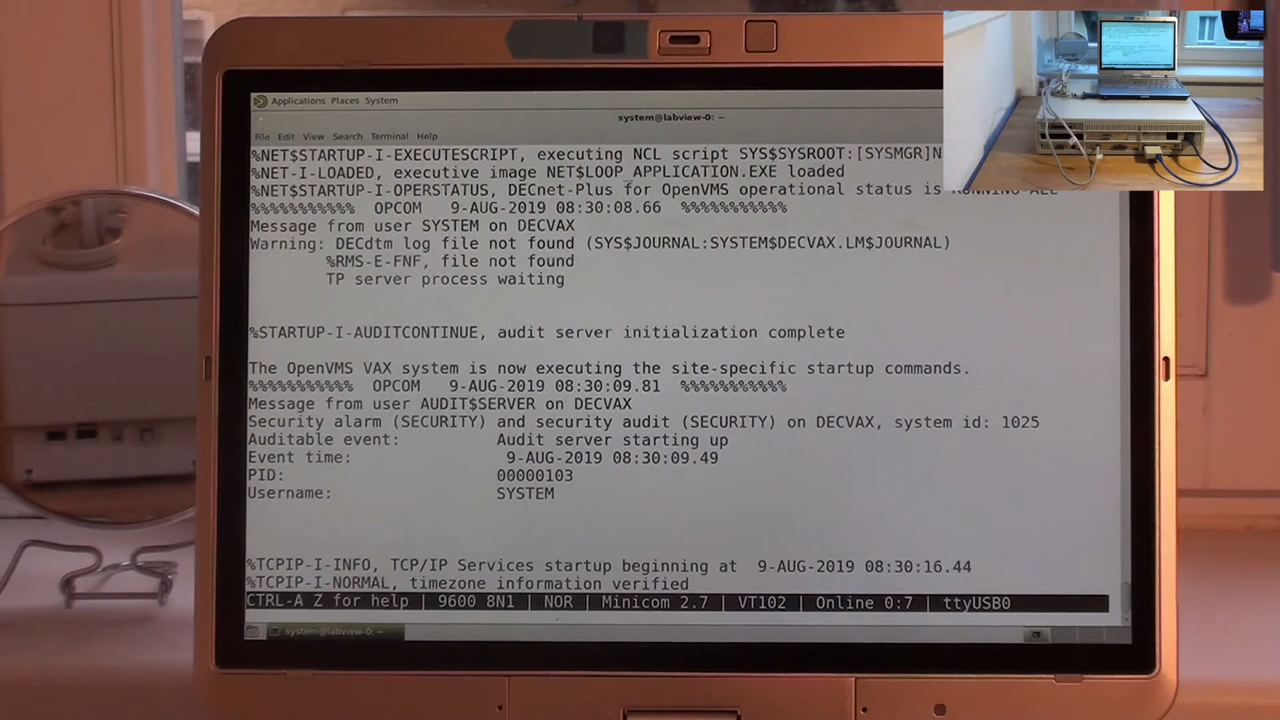 Applications Places System
system@labview-0: ~
File Edit View Search Terminal Help
%NET$STARTUP-I-EXECUTESCRIPT, executing NCL script SYS$SYSROOT:[SYSMGR]N
%NET-I-LOADED, executive image NET$LOOP_APPLICATION.EXE loaded
%NET$STARTUP-I-OPERSTATUS, DECnet-Plus for OpenVMS operational status is RUNNING-ALL
%%%%%%%%%%%  OPCOM   9-AUG-2019 08:30:08.66  %%%%%%%%%%%
Message from user SYSTEM on DECVAX
Warning: DECdtm log file not found (SYS$JOURNAL:SYSTEM$DECVAX.LM$JOURNAL)
%RMS-E-FNF, file not found
TP server process waiting
%STARTUP-I-AUDITCONTINUE, audit server initialization complete
The OpenVMS VAX system is now executing the site-specific startup commands.
%%%%%%%%%%%  OPCOM   9-AUG-2019 08:30:09.81  %%%%%%%%%%%
Message from user AUDIT$SERVER on DECVAX
Security alarm (SECURITY) and security audit (SECURITY) on DECVAX, system id: 1025
Auditable event:          Audit server starting up
Event time:                9-AUG-2019 08:30:09.49
PID:                      00000103
Username:                 SYSTEM
%TCPIP-I-INFO, TCP/IP Services startup beginning at  9-AUG-2019 08:30:16.44
%TCPIP-I-NORMAL, timezone information verified
CTRL-A Z for help | 9600 8N1 | NOR | Minicom 2.7 | VT102 | Online 0:7 | ttyUSB0
system@labview-0: ~